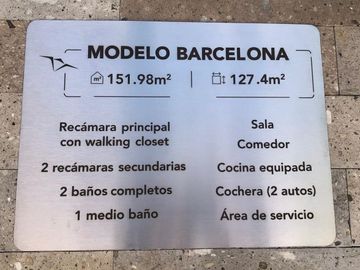 MODELO BARCELONA
151.98m² | 127.4m²
Recámara principal
con walking closet
2 recámaras secundarias
2 baños completos
1 medio baño
Sala
Comedor
Cocina equipada
Cochera (2 autos)
Área de servicio